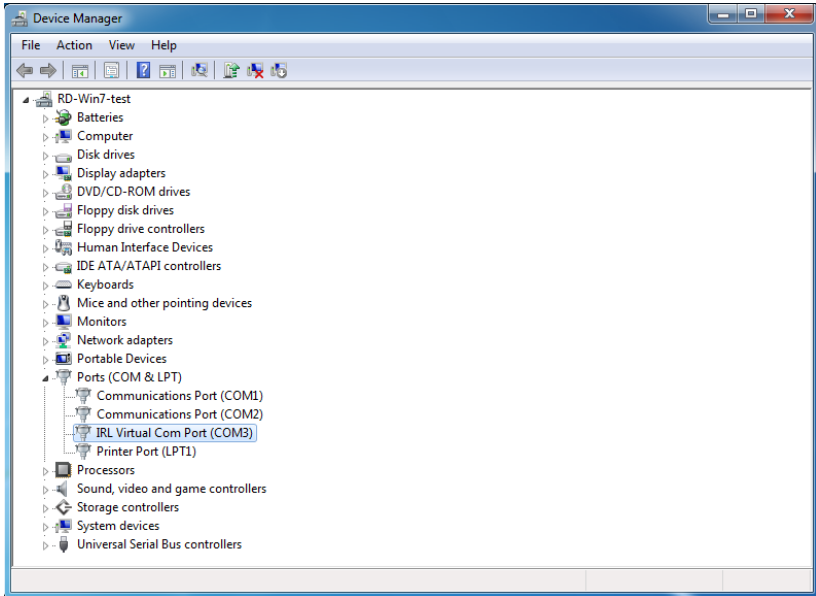 Device Manager
File Action View Help
RD-Win7-test
Batteries
Computer
Disk drives
Display adapters
DVD/CD-ROM drives
Floppy disk drives
Floppy drive controllers
Human Interface Devices
IDE ATA/ATAPI controllers
Keyboards
Mice and other pointing devices
Monitors
Network adapters
Portable Devices
Ports (COM & LPT)
Communications Port (COM1)
Communications Port (COM2)
IRL Virtual Com Port (COM3)
Printer Port (LPT1)
Processors
Sound, video and game controllers
Storage controllers
System devices
Universal Serial Bus controllers